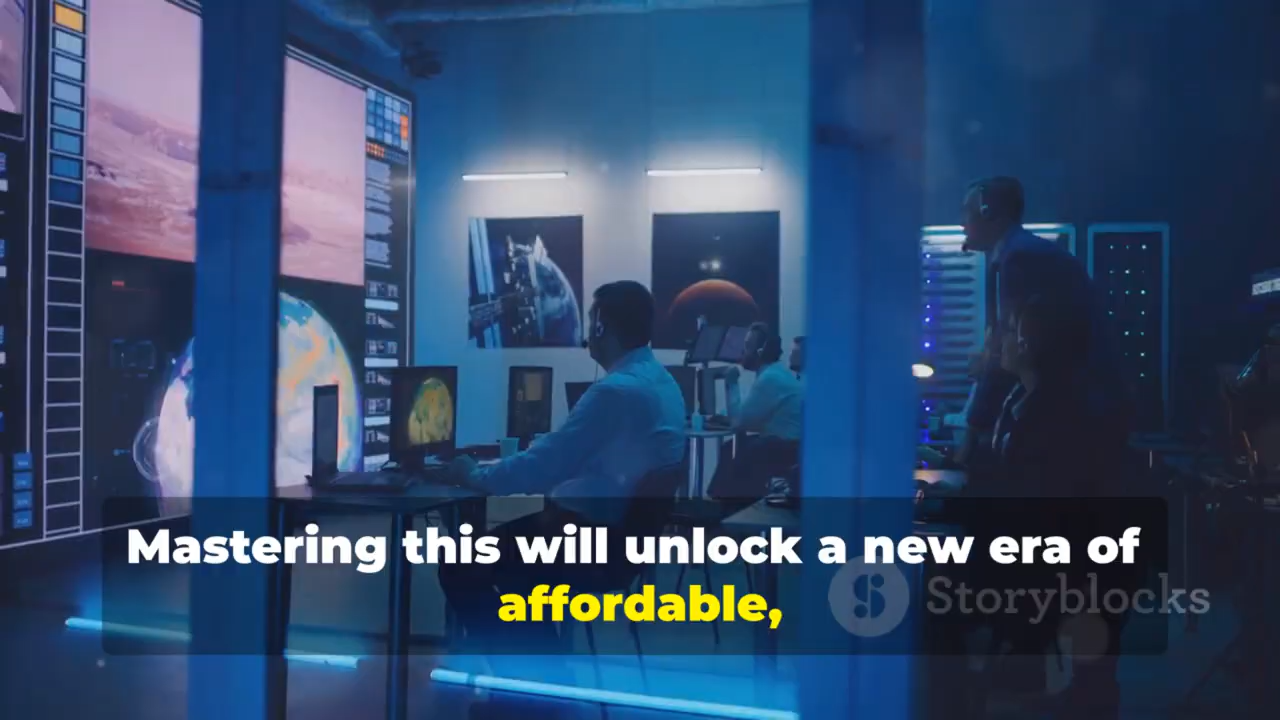 Mastering this will unlock a new era of
affordable,
Storyblocks